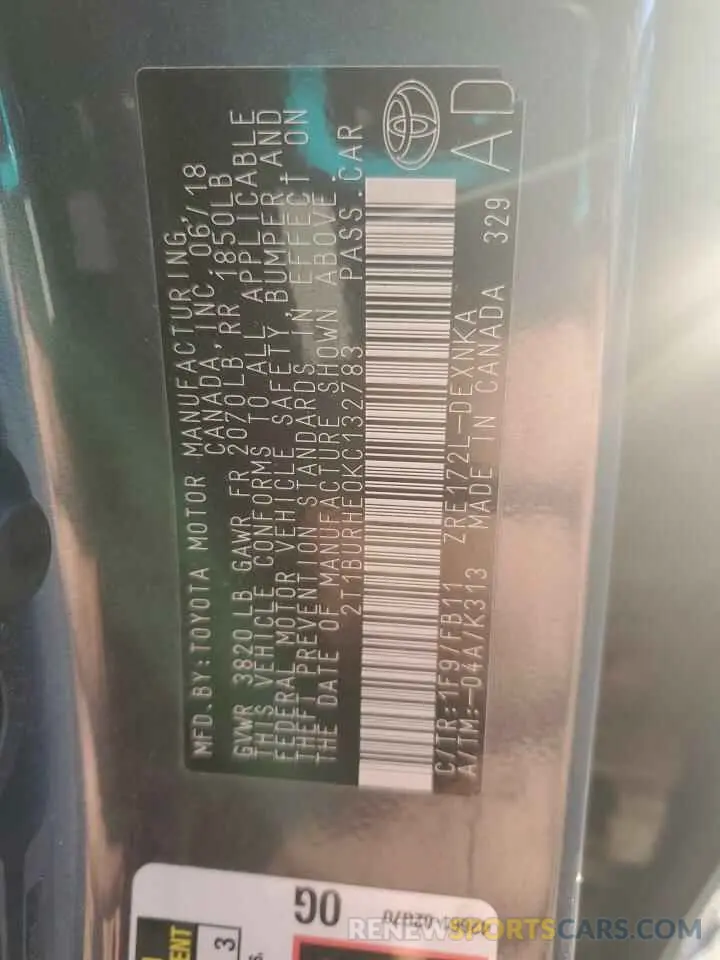 MFD. BY: TOYOTA MOTOR MANUFACTURING
CANADA, INC. 06/18
GVWR 3820 LB GAWR FR 2070LB RR 1850LB
THIS VEHICLE CONFORMS TO ALL APPLICABLE
FEDERAL MOTOR VEHICLE SAFETY, BUMPER, AND
THEFT PREVENTION STANDARDS IN EFFECT ON
THE DATE OF MANUFACTURE SHOWN ABOVE.
2T1BURHE0KC132783 PASS. CAR
C/TR: 1F9/FB11 ZRE172L-DEXNKA
A/TM: -04A/K313 MADE IN CANADA 329
AD
OG
3
RENEWSPORTSCARS.COM